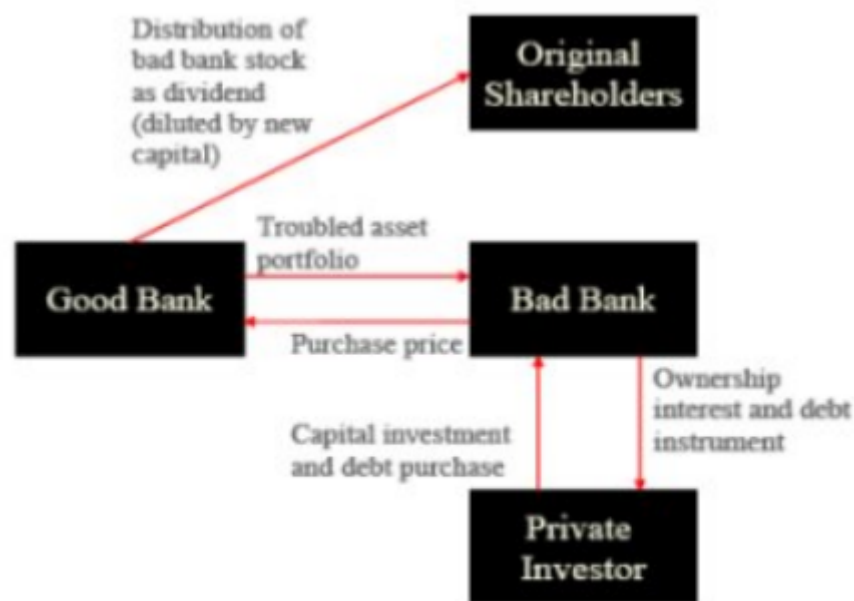 Distribution of
bad bank stock
as dividend
(diluted by new
capital)
Original
Shareholders
Troubled asset
portfolio
Good Bank
Bad Bank
Purchase price
Ownership
interest and debt
instrument
Capital investment
and debt purchase
Private
Investor